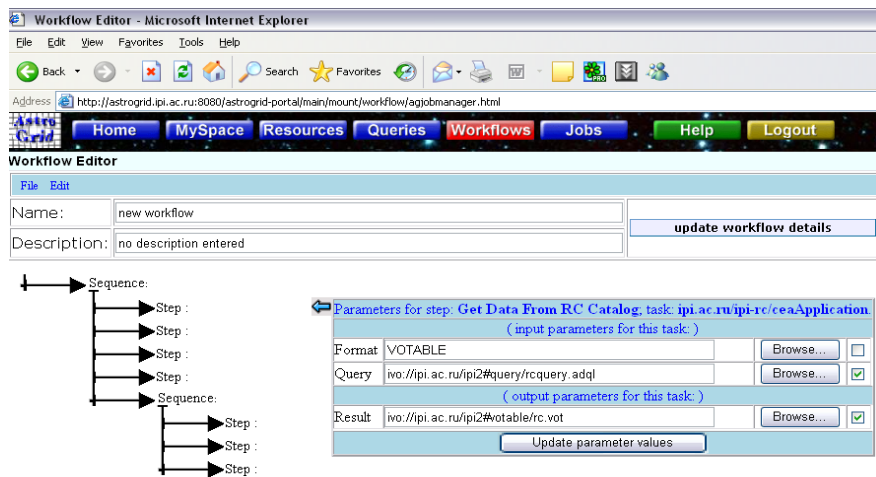 Workflow Editor - Microsoft Internet Explorer
File Edit View Favorites Tools Help
Back Search Favorites
Address http://astrogrid.ipi.ac.ru:8080/astrogrid-portal/main/mount/workflow/agjobmanager.html
Astro Grid Home MySpace Resources Queries Workflows Jobs Help Logout
Workflow Editor
File Edit
Name: new workflow
update workflow details
Description: no description entered
Sequence:
Step :
Step :
Step :
Step :
Sequence:
Step :
Step :
Step :
Parameters for step: Get Data From RC Catalog; task: ipi.ac.ru/ipi-rc/ceaApplication.
( input parameters for this task: )
Format VOTABLE Browse...
Query ivo://ipi.ac.ru/ipi2#query/rcquery.adql Browse...
( output parameters for this task: )
Result ivo://ipi.ac.ru/ipi2#votable/rc.vot Browse...
Update parameter values